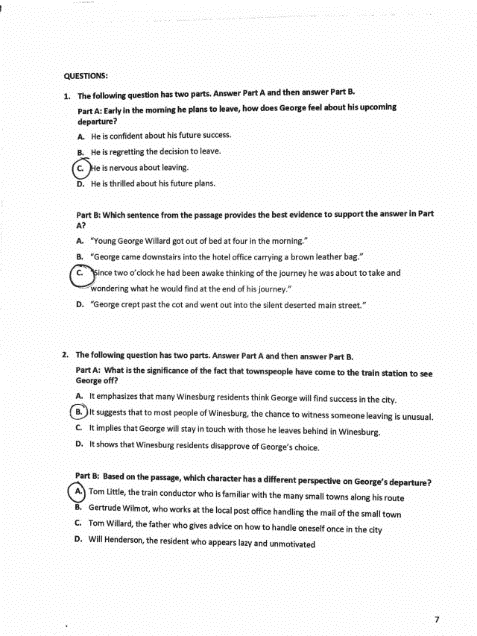 QUESTIONS:
1. The following question has two parts. Answer Part A and then answer Part B.
Part A: Early in the morning he plans to leave, how does George feel about his upcoming
departure?
A. He is confident about his future success.
B. He is regretting the decision to leave.
C. He is nervous about leaving.
D. He is thrilled about his future plans.
Part B: Which sentence from the passage provides the best evidence to support the answer in Part
A?
A. "Young George Willard got out of bed at four in the morning."
B. "George came downstairs into the hotel office carrying a brown leather bag."
C. "Since two o'clock he had been awake thinking of the journey he was about to take and
wondering what he would find at the end of his journey."
D. "George crept past the cot and went out into the silent deserted main street."
2. The following question has two parts. Answer Part A and then answer Part B.
Part A: What is the significance of the fact that townspeople have come to the train station to see
George off?
A. It emphasizes that many Winesburg residents think George will find success in the city.
B. It suggests that to most people of Winesburg, the chance to witness someone leaving is unusual.
C. It implies that George will stay in touch with those he leaves behind in Winesburg.
D. It shows that Winesburg residents disapprove of George's choice.
Part B: Based on the passage, which character has a different perspective on George's departure?
A. Tom Little, the train conductor who is familiar with the many small towns along his route
B. Gertrude Wilmot, who works at the local post office handling the mail of the small town
C. Tom Willard, the father who gives advice on how to handle oneself once in the city
D. Will Henderson, the resident who appears lazy and unmotivated
7